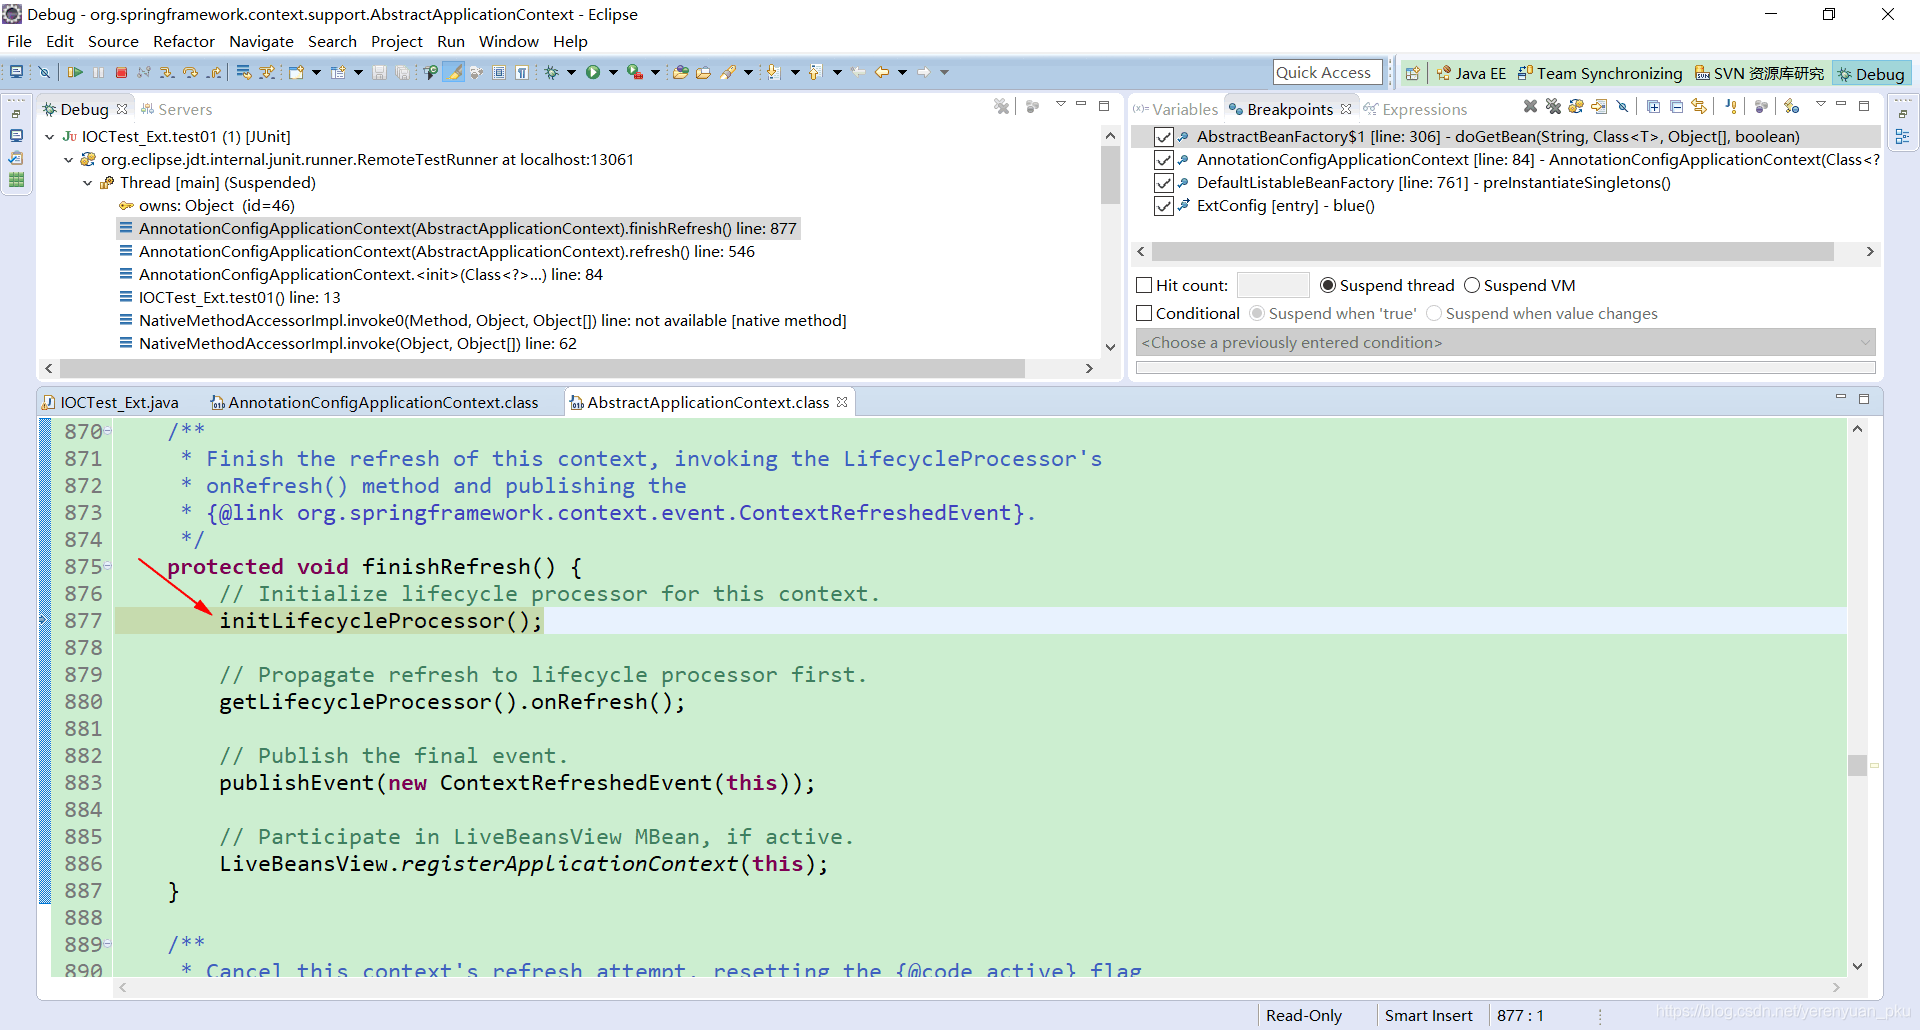 Debug - org.springframework.context.support.AbstractApplicationContext - Eclipse
File Edit Source Refactor Navigate Search Project Run Window Help
Quick Access
Java EE Team Synchronizing SVN 资源库研究 Debug
Debug Servers
IOCTest_Ext.test01 (1) [JUnit]
org.eclipse.jdt.internal.junit.runner.RemoteTestRunner at localhost:13061
Thread [main] (Suspended)
owns: Object (id=46)
AnnotationConfigApplicationContext(AbstractApplicationContext).finishRefresh() line: 877
AnnotationConfigApplicationContext(AbstractApplicationContext).refresh() line: 546
AnnotationConfigApplicationContext.<init>(Class<?>...) line: 84
IOCTest_Ext.test01() line: 13
NativeMethodAccessorImpl.invoke0(Method, Object, Object[]) line: not available [native method]
NativeMethodAccessorImpl.invoke(Object, Object[]) line: 62
(x)= Variables Breakpoints Expressions
AbstractBeanFactory$1 [line: 306] - doGetBean(String, Class<T>, Object[], boolean)
AnnotationConfigApplicationContext [line: 84] - AnnotationConfigApplicationContext(Class<?
DefaultListableBeanFactory [line: 761] - preInstantiateSingletons()
ExtConfig [entry] - blue()
Hit count: Suspend thread Suspend VM
Conditional Suspend when 'true' Suspend when value changes
<Choose a previously entered condition>
IOCTest_Ext.java AnnotationConfigApplicationContext.class AbstractApplicationContext.class
870 /**
871 * Finish the refresh of this context, invoking the LifecycleProcessor's
872 * onRefresh() method and publishing the
873 * {@link org.springframework.context.event.ContextRefreshedEvent}.
874 */
875 protected void finishRefresh() {
876 // Initialize lifecycle processor for this context.
877 initLifecycleProcessor();
878
879 // Propagate refresh to lifecycle processor first.
880 getLifecycleProcessor().onRefresh();
881
882 // Publish the final event.
883 publishEvent(new ContextRefreshedEvent(this));
884
885 // Participate in LiveBeansView MBean, if active.
886 LiveBeansView.registerApplicationContext(this);
887 }
888
889 /**
890 * Cancel this context's refresh attempt, resetting the {@code active} flag
Read-Only Smart Insert 877 : 1
https://blog.csdn.net/yerenyuan_pku